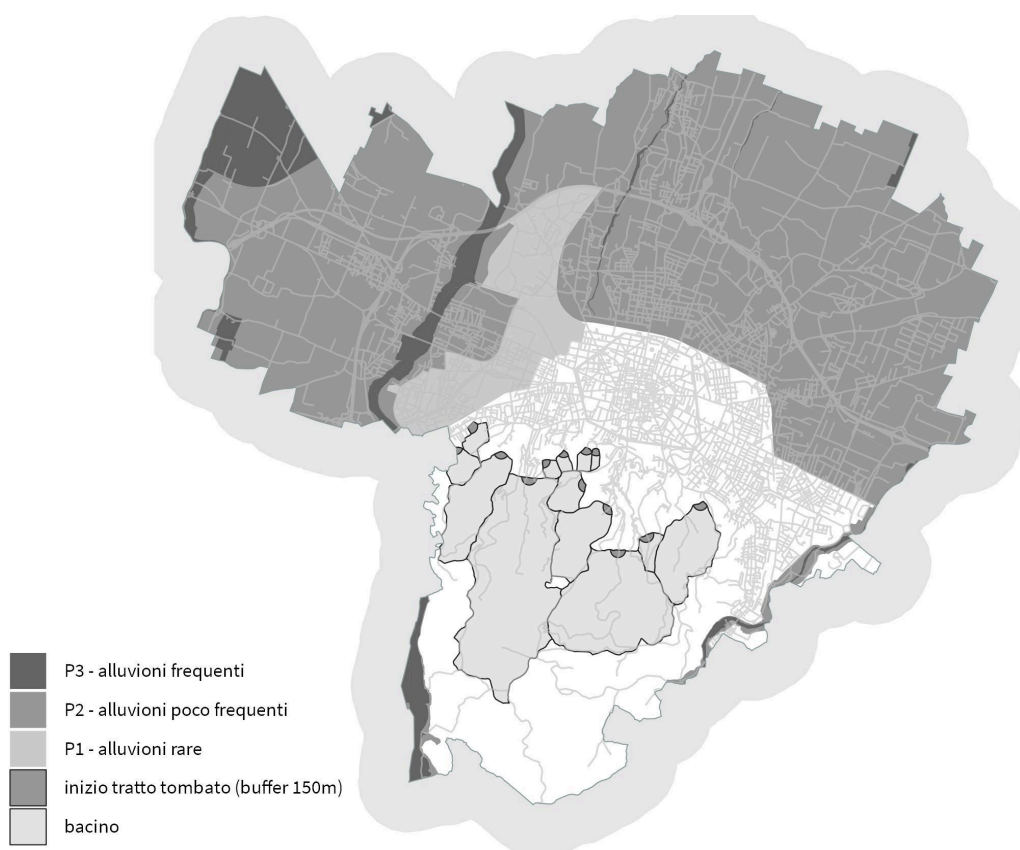 P3 - alluvioni frequenti
P2 - alluvioni poco frequenti
P1 - alluvioni rare
inizio tratto tombato (buffer 150m)
bacino